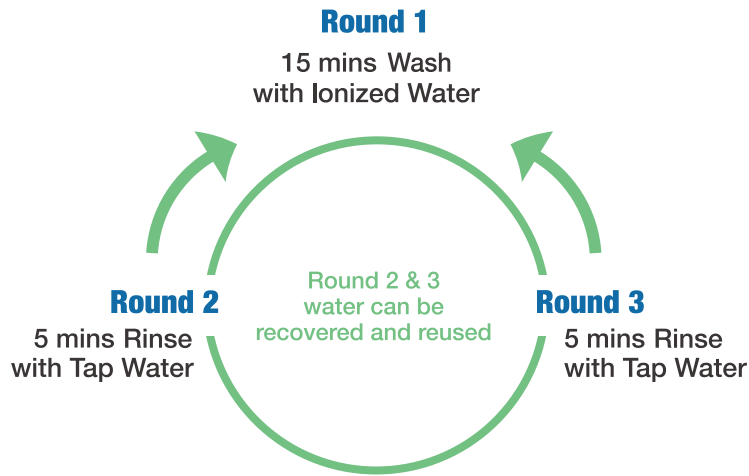 Round 1
15 mins Wash
with Ionized Water
Round 2
5 mins Rinse
with Tap Water
Round 2 & 3
water can be
recovered and reused
Round 3
5 mins Rinse
with Tap Water